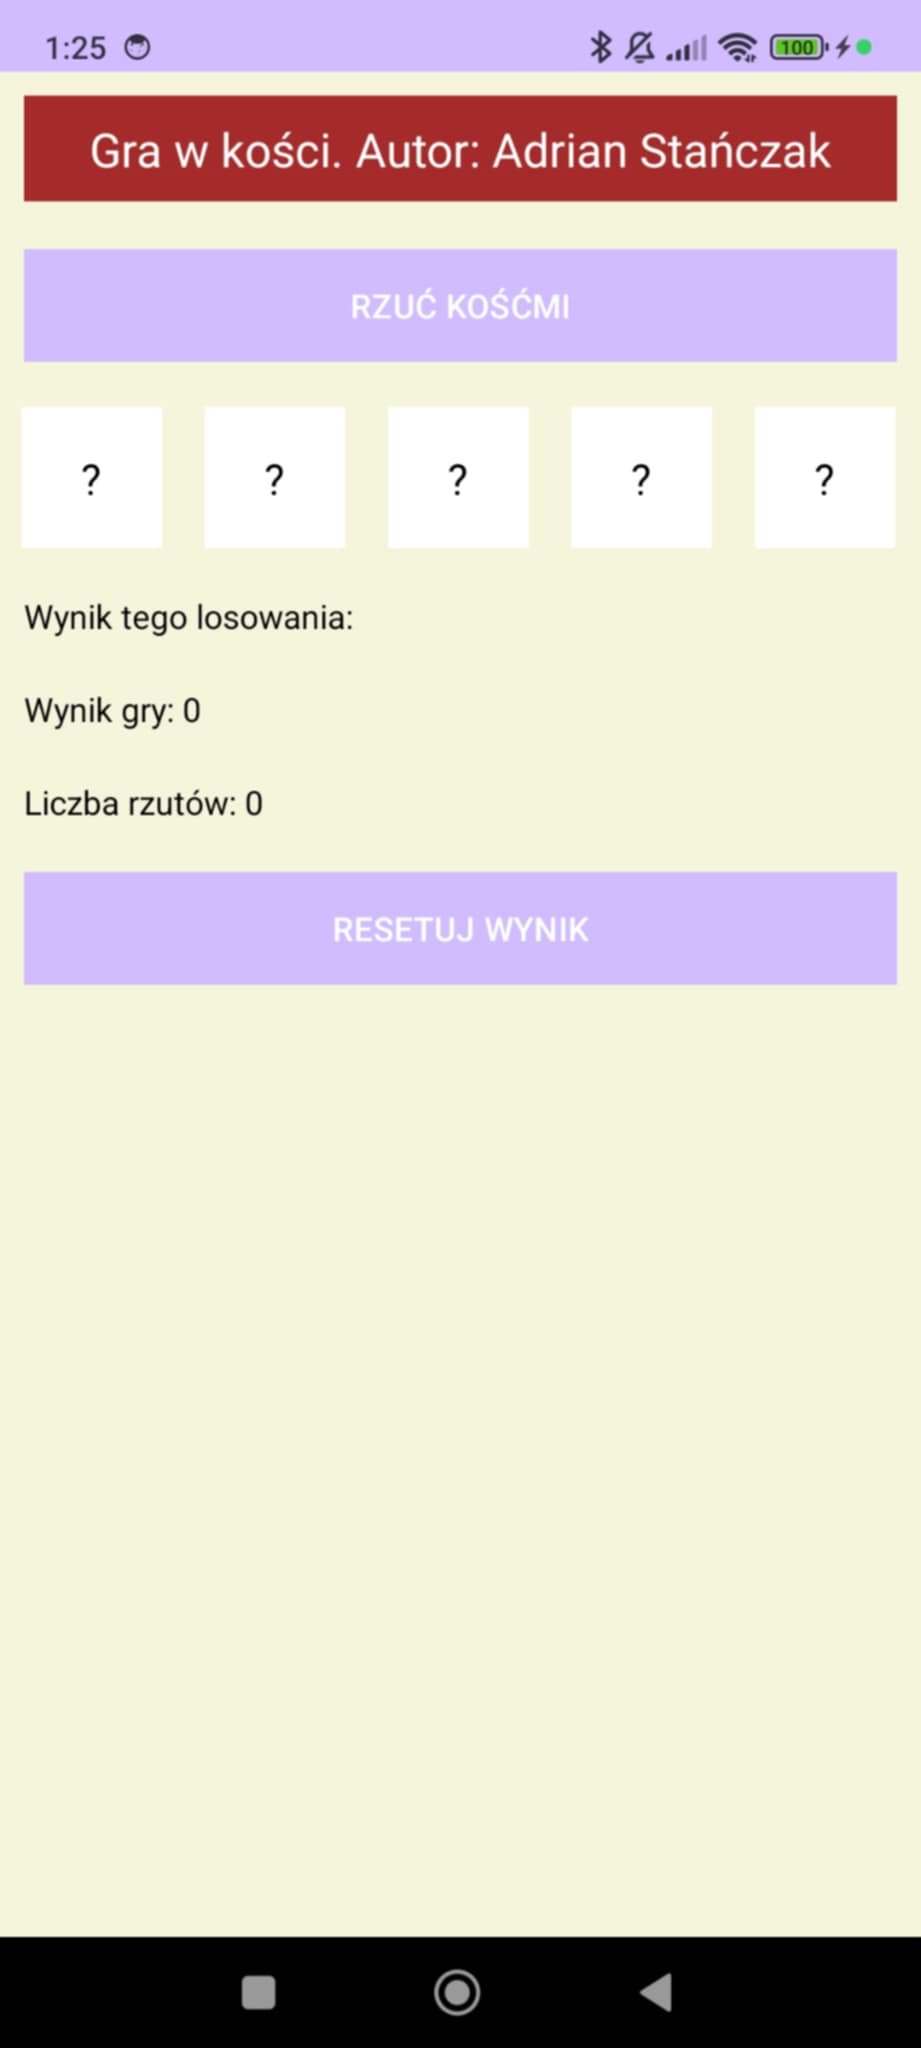 1:25
100
Gra w kości. Autor: Adrian Stańczak
RZUĆ KOŚĆMI
? ? ? ? ?
Wynik tego losowania:
Wynik gry: 0
Liczba rzutów: 0
RESETUJ WYNIK